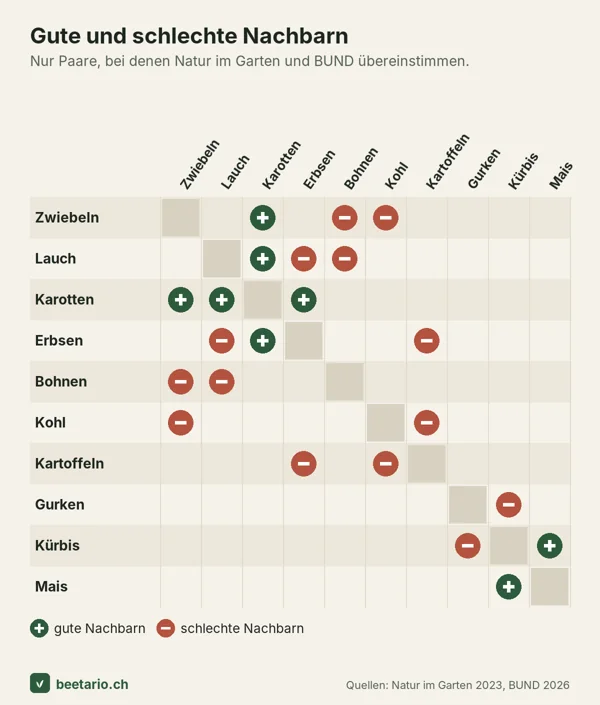 Gute und schlechte Nachbarn
Nur Paare, bei denen Natur im Garten und BUND übereinstimmen.
Zwiebeln Lauch Karotten Erbsen Bohnen Kohl Kartoffeln Gurken Kürbis Mais
Zwiebeln
Lauch
Karotten
Erbsen
Bohnen
Kohl
Kartoffeln
Gurken
Kürbis
Mais
gute Nachbarn schlechte Nachbarn
beetario.ch Quellen: Natur im Garten 2023, BUND 2026